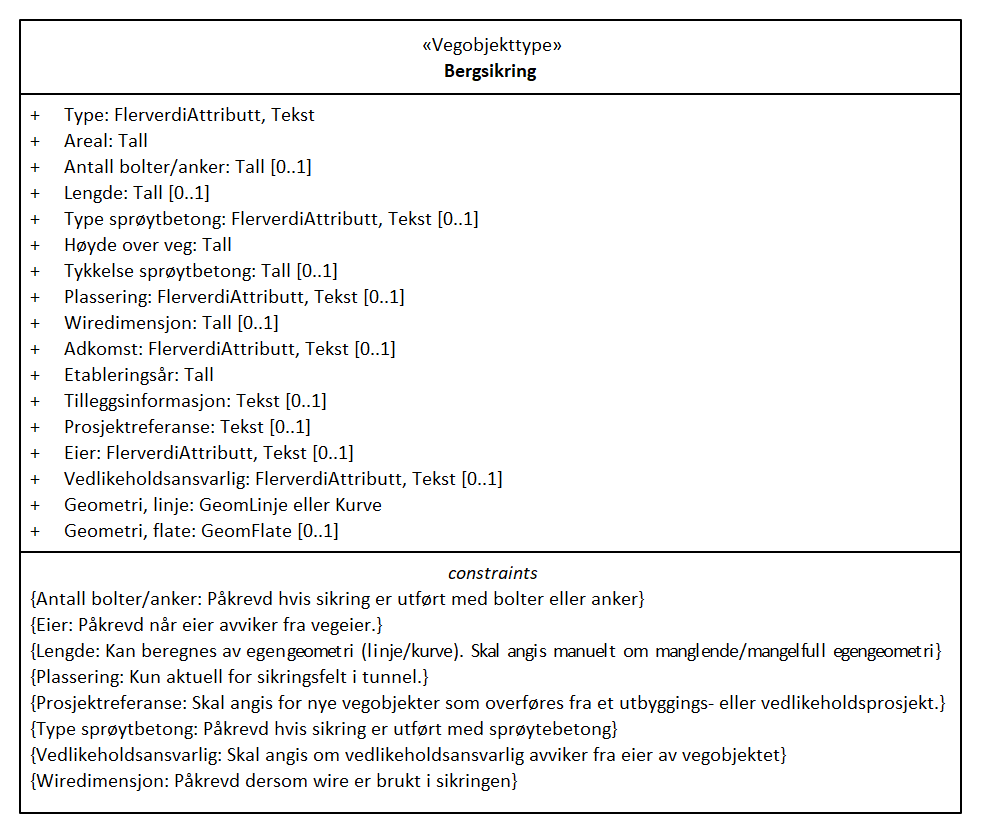 «Vegobjekttype»
Bergsikring
+ Type: FlerverdiAttributt, Tekst
+ Areal: Tall
+ Antall bolter/anker: Tall [0..1]
+ Lengde: Tall [0..1]
+ Type sprøytbetong: FlerverdiAttributt, Tekst [0..1]
+ Høyde over veg: Tall
+ Tykkelse sprøytbetong: Tall [0..1]
+ Plassering: FlerverdiAttributt, Tekst [0..1]
+ Wiredimensjon: Tall [0..1]
+ Adkomst: FlerverdiAttributt, Tekst [0..1]
+ Etableringsår: Tall
+ Tilleggsinformasjon: Tekst [0..1]
+ Prosjektreferanse: Tekst [0..1]
+ Eier: FlerverdiAttributt, Tekst [0..1]
+ Vedlikeholdsansvarlig: FlerverdiAttributt, Tekst [0..1]
+ Geometri, linje: GeomLinje eller Kurve
+ Geometri, flate: GeomFlate [0..1]
constraints
{Antall bolter/anker: Påkrevd hvis sikring er utført med bolter eller anker}
{Eier: Påkrevd når eier avviker fra vegeier.}
{Lengde: Kan beregnes av egengeometri (linje/kurve). Skal angis manuelt om manglende/mangelfull egengeometri}
{Plassering: Kun aktuell for sikringsfelt i tunnel.}
{Prosjektreferanse: Skal angis for nye vegobjekter som overføres fra et utbyggings- eller vedlikeholdsprosjekt.}
{Type sprøytbetong: Påkrevd hvis sikring er utført med sprøytebetong}
{Vedlikeholdsansvarlig: Skal angis om vedlikeholdsansvarlig avviker fra eier av vegobjektet}
{Wiredimensjon: Påkrevd dersom wire er brukt i sikringen}